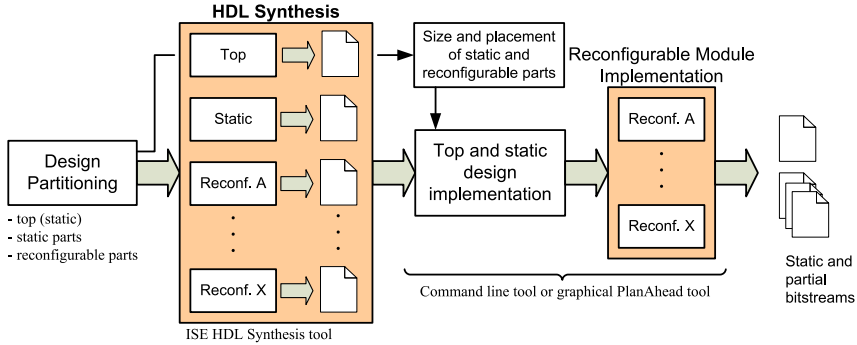 HDL Synthesis
Design
Partitioning
- top (static)
- static parts
- reconfigurable parts
Top
Static
Reconf. A
Reconf. X
ISE HDL Synthesis tool
Size and placement
of static and
reconfigurable parts
Top and static
design
implementation
Reconfigurable Module
Implementation
Reconf. A
Reconf. X
Command line tool or graphical PlanAhead tool
Static and
partial
bitstreams